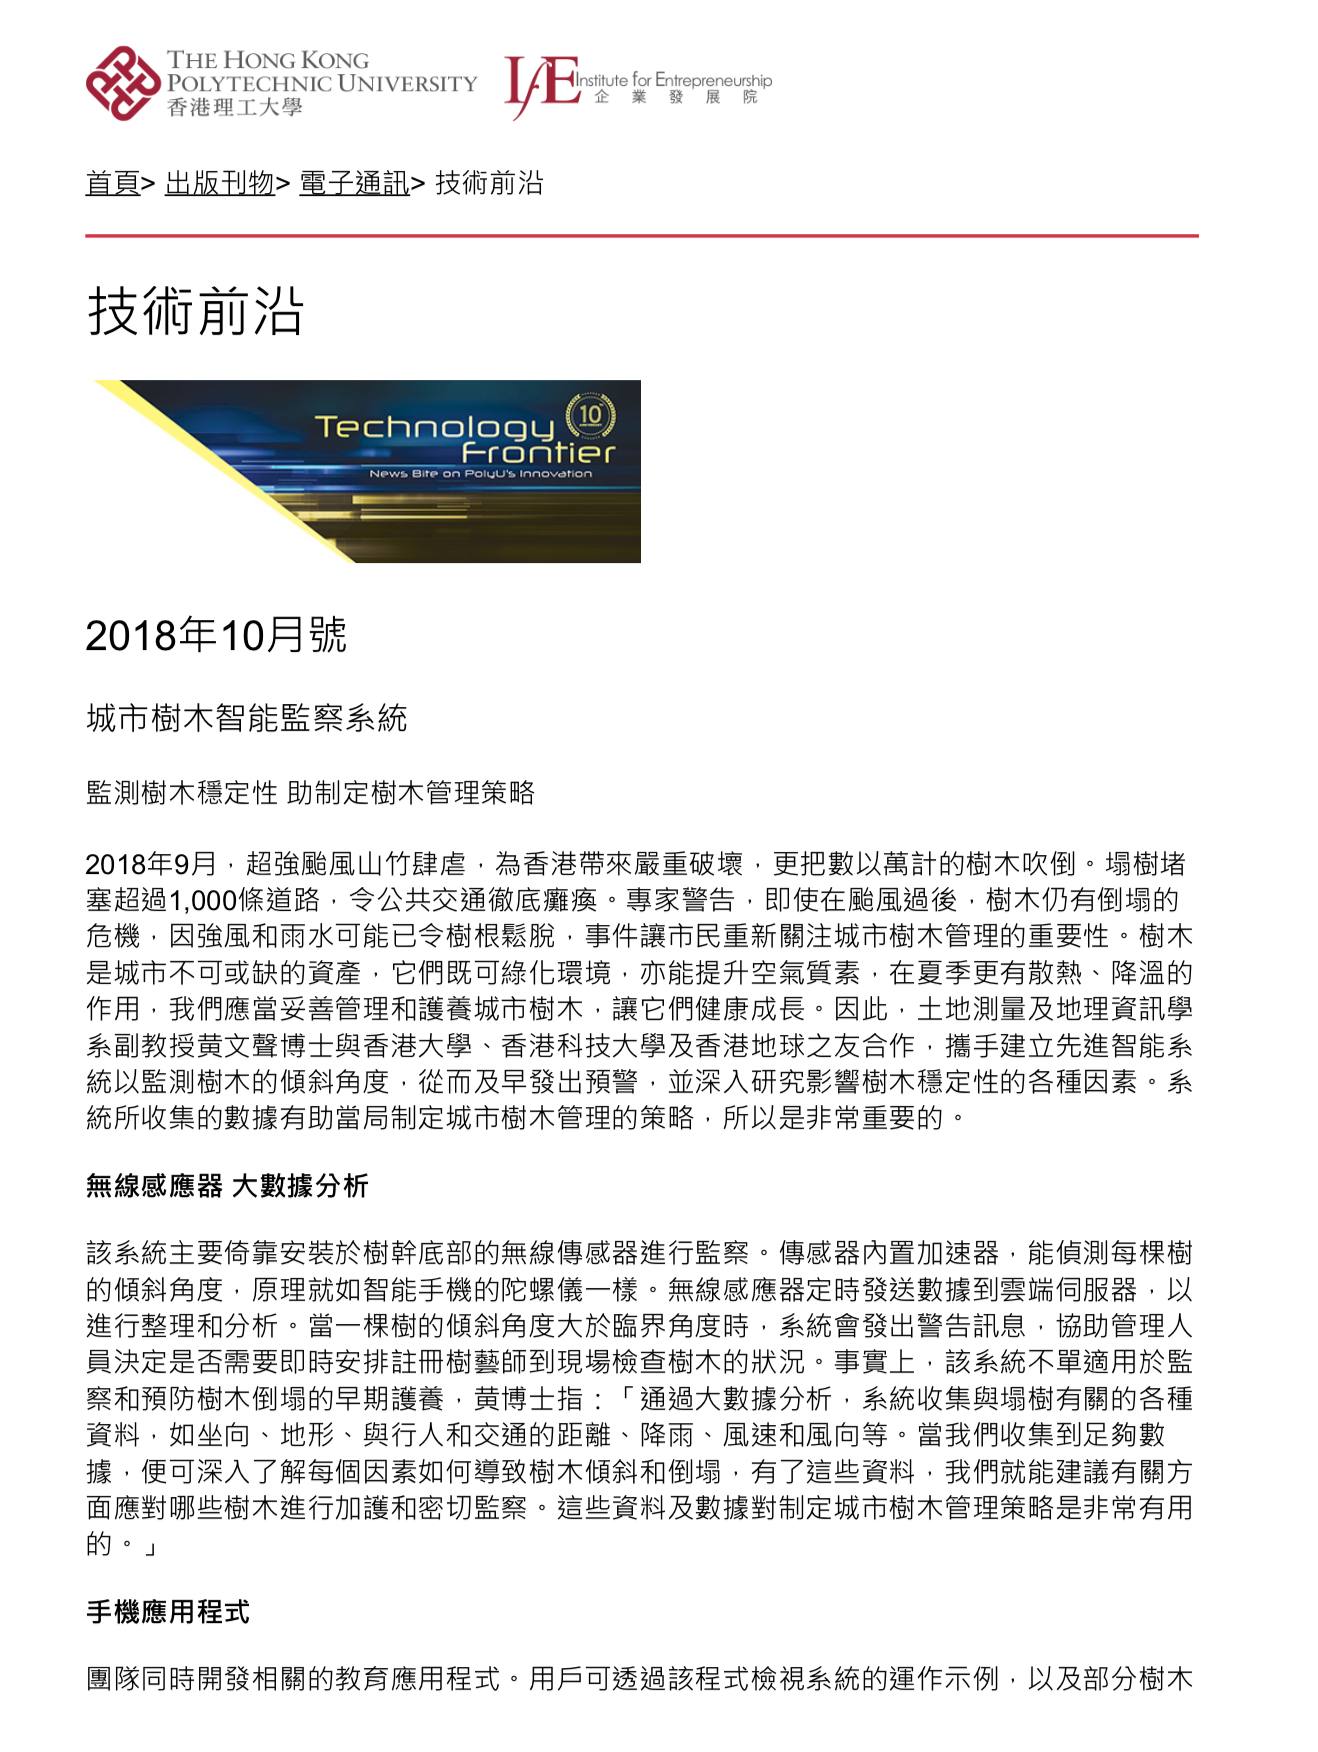 THE HONG KONG
POLYTECHNIC UNIVERSITY
香港理工大學
IfE Institute for Entrepreneurship
企業發展院
首頁> 出版刊物> 電子通訊> 技術前沿
技術前沿
Technology
Frontier
10
News Bite on PolyU's Innovation
2018年10月號
城市樹木智能監察系統
監測樹木穩定性 助制定樹木管理策略
2018年9月，超強颱風山竹肆虐，為香港帶來嚴重破壞，更把數以萬計的樹木吹倒。塌樹堵
塞超過1,000條道路，令公共交通徹底癱瘓。專家警告，即使在颱風過後，樹木仍有倒塌的
危機，因強風和雨水可能已令樹根鬆脫，事件讓市民重新關注城市樹木管理的重要性。樹木
是城市不可或缺的資產，它們既可綠化環境，亦能提升空氣質素，在夏季更有散熱、降溫的
作用，我們應當妥善管理和護養城市樹木，讓它們健康成長。因此，土地測量及地理資訊學
系副教授黃文聲博士與香港大學、香港科技大學及香港地球之友合作，攜手建立先進智能系
統以監測樹木的傾斜角度，從而及早發出預警，並深入研究影響樹木穩定性的各種因素。系
統所收集的數據有助當局制定城市樹木管理的策略，所以是非常重要的。
無線感應器 大數據分析
該系統主要倚靠安裝於樹幹底部的無線傳感器進行監察。傳感器內置加速器，能偵測每棵樹
的傾斜角度，原理就如智能手機的陀螺儀一樣。無線感應器定時發送數據到雲端伺服器，以
進行整理和分析。當一棵樹的傾斜角度大於臨界角度時，系統會發出警告訊息，協助管理人
員決定是否需要即時安排註冊樹藝師到現場檢查樹木的狀況。事實上，該系統不單適用於監
察和預防樹木倒塌的早期護養，黃博士指：「通過大數據分析，系統收集與塌樹有關的各種
資料，如坐向、地形、與行人和交通的距離、降雨、風速和風向等。當我們收集到足夠數
據，便可深入了解每個因素如何導致樹木傾斜和倒塌，有了這些資料，我們就能建議有關方
面應對哪些樹木進行加護和密切監察。這些資料及數據對制定城市樹木管理策略是非常有用
的。」
手機應用程式
團隊同時開發相關的教育應用程式。用戶可透過該程式檢視系統的運作示例，以及部分樹木